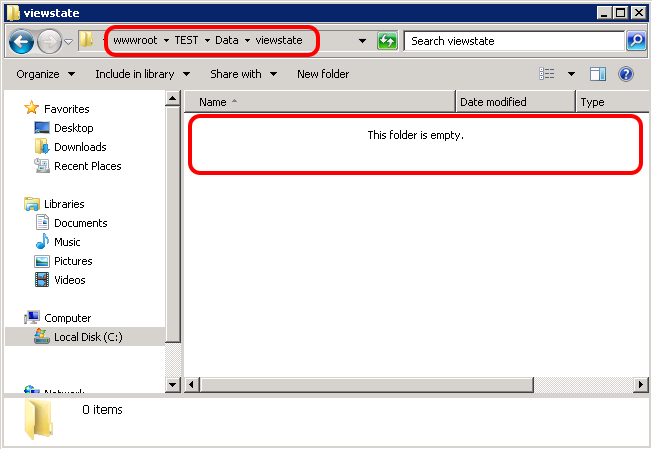 viewstate
wwwroot TEST Data viewstate
Search viewstate
Organize Include in library Share with New folder
Favorites
Desktop
Downloads
Recent Places
Libraries
Documents
Music
Pictures
Videos
Computer
Local Disk (C:)
Network
Name Date modified Type
This folder is empty.
0 items